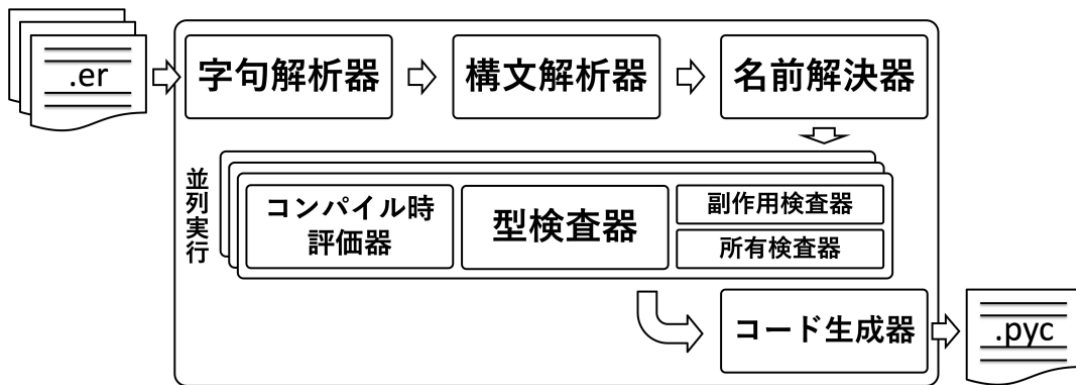 .er
字句解析器
構文解析器
名前解決器
並列実行
コンパイル時
評価器
型検査器
副作用検査器
所有検査器
コード生成器
.pyc